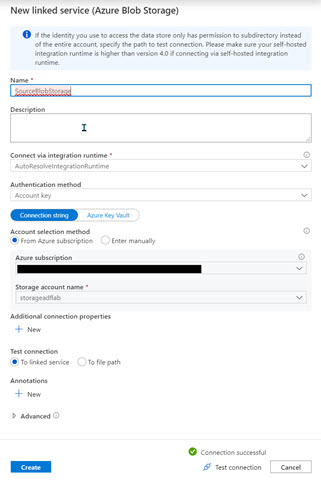 New linked service (Azure Blob Storage)
If the identity you use to access the data store only has permission to subdirectory instead
of the entire account, specify the path to test connection. Please make sure your self-hosted
integration runtime is higher than version 4.0 if connecting via self-hosted integration
runtime.
Name *
SourceBlobStorage
Description
Connect via integration runtime *
AutoResolveIntegrationRuntime
Authentication method
Account key
Connection string
Azure Key Vault
Account selection method
From Azure subscription
Enter manually
Azure subscription
Storage account name *
storageadflab
Additional connection properties
New
Test connection
To linked service
To file path
Annotations
New
Advanced
Connection successful
Create
Test connection
Cancel